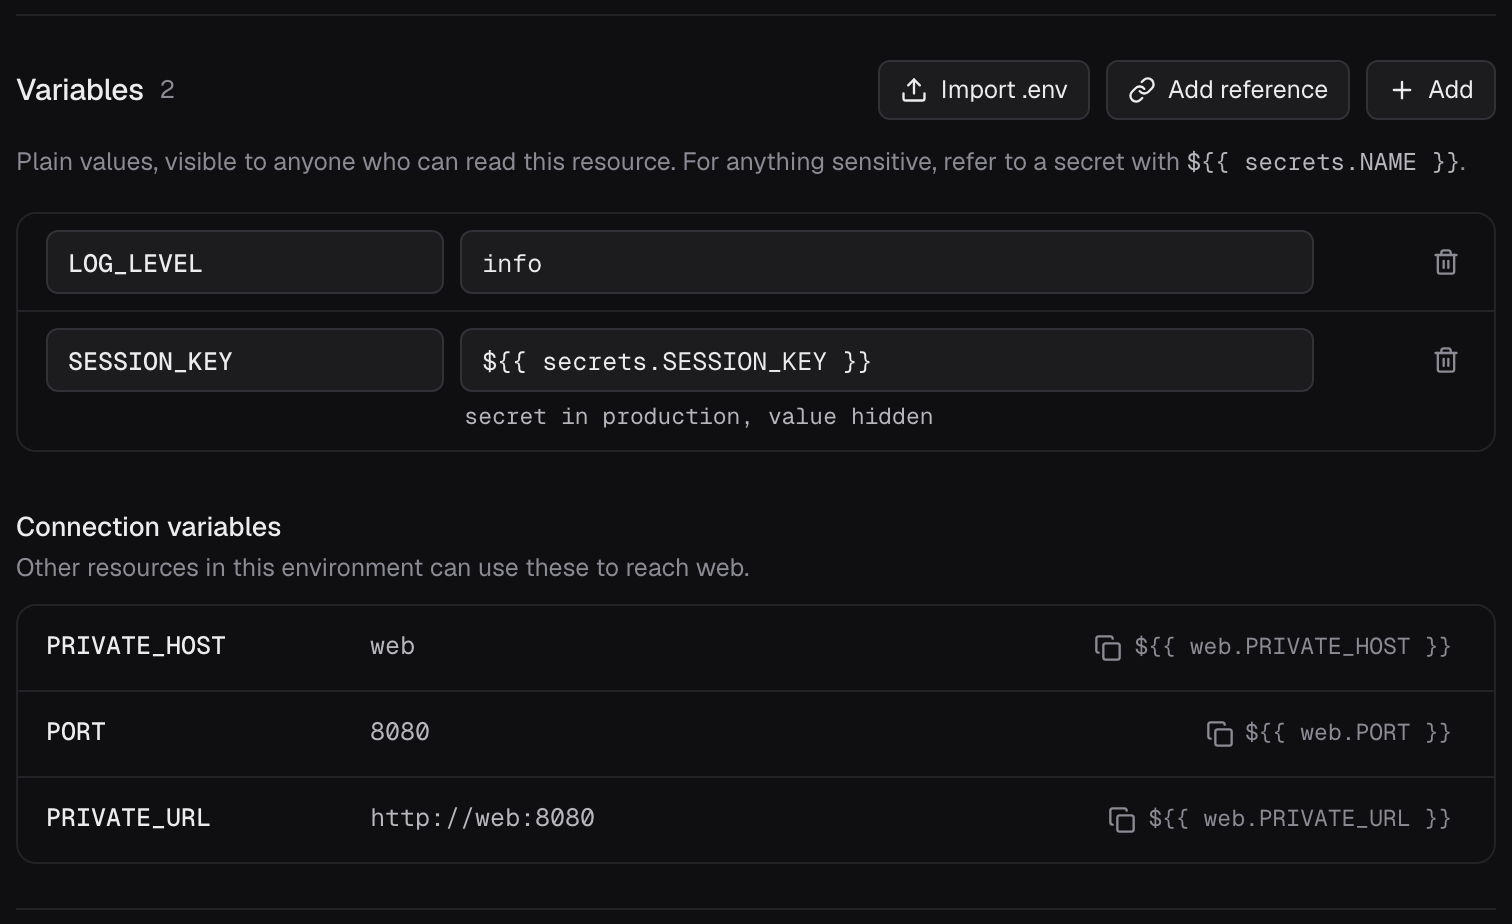 Variables 2
Import .env
Add reference
Add
Plain values, visible to anyone who can read this resource. For anything sensitive, refer to a secret with ${{ secrets.NAME }}.
LOG_LEVEL info
SESSION_KEY ${{ secrets.SESSION_KEY }}
secret in production, value hidden
Connection variables
Other resources in this environment can use these to reach web.
PRIVATE_HOST web ${{ web.PRIVATE_HOST }}
PORT 8080 ${{ web.PORT }}
PRIVATE_URL http://web:8080 ${{ web.PRIVATE_URL }}